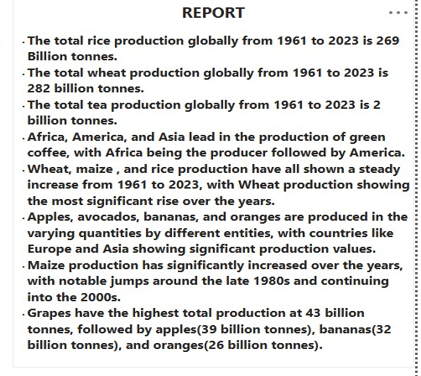 REPORT
· The total rice production globally from 1961 to 2023 is 269
Billion tonnes.
· The total wheat production globally from 1961 to 2023 is
282 billion tonnes.
· The total tea production globally from 1961 to 2023 is 2
billion tonnes.
· Africa, America, and Asia lead in the production of green
coffee, with Africa being the producer followed by America.
· Wheat, maize , and rice production have all shown a steady
increase from 1961 to 2023, with Wheat production showing
the most significant rise over the years.
· Apples, avocados, bananas, and oranges are produced in the
varying quantities by different entities, with countries like
Europe and Asia showing significant production values.
· Maize production has significantly increased over the years,
with notable jumps around the late 1980s and continuing
into the 2000s.
· Grapes have the highest total production at 43 billion
tonnes, followed by apples(39 billion tonnes), bananas(32
billion tonnes), and oranges(26 billion tonnes).